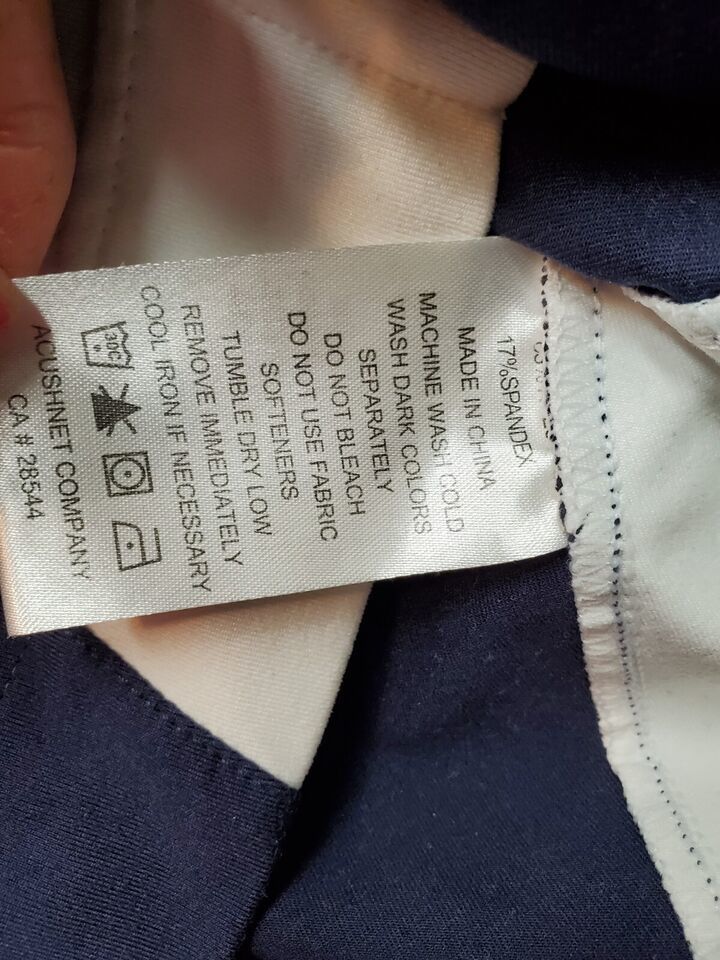 17%SPANDEX
MADE IN CHINA
MACHINE WASH COLD
WASH DARK COLORS
SEPARATELY
DO NOT BLEACH
DO NOT USE FABRIC
SOFTENERS
TUMBLE DRY LOW
REMOVE IMMEDIATELY
COOL IRON IF NECESSARY
30C
ACUSHNET COMPANY
CA # 28544